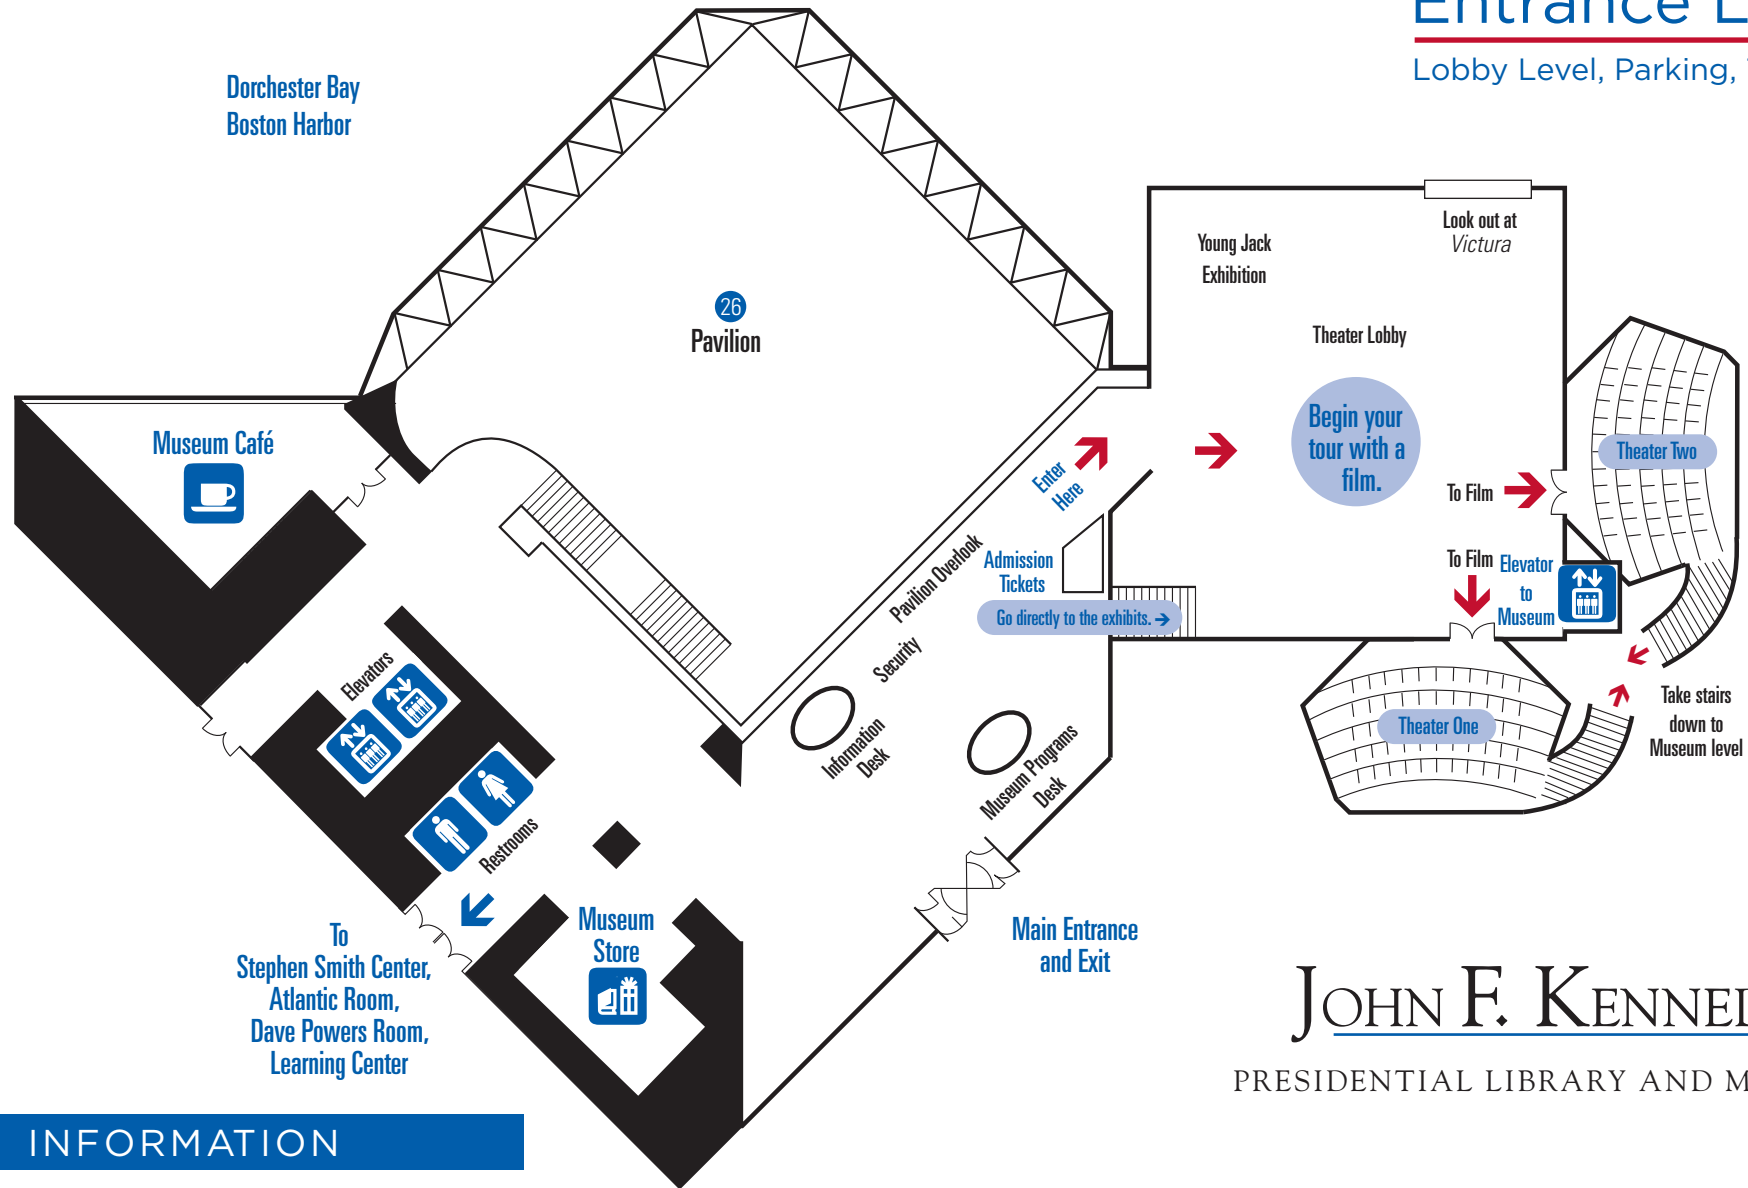 Entrance L
Lobby Level, Parking,
Dorchester Bay
Boston Harbor
Look out at
Victura
Young Jack
Exhibition
26
Pavilion
Theater Lobby
Museum Café
Begin your
tour with a
film.
Theater Two
Enter
Here
To Film
Pavilion Overlook
Admission
Tickets
Go directly to the exhibits.
To Film
Elevator
to
Museum
Security
Elevators
Information
Desk
Museum Programs
Desk
Theater One
Take stairs
down to
Museum level
Restrooms
Museum
Store
Main Entrance
and Exit
To
Stephen Smith Center,
Atlantic Room,
Dave Powers Room,
Learning Center
JOHN F. KENNE
PRESIDENTIAL LIBRARY AND M
INFORMATION